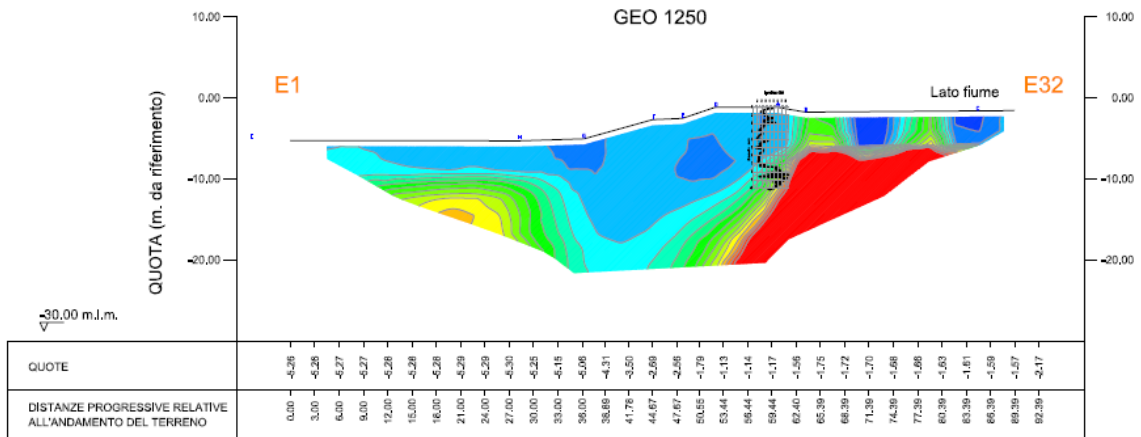 GEO 1250
10.00
10.00
E1
E32
0.00
0.00
Lato fiume
QUOTA (m. da riferimento)
-10.00
-10.00
-20.00
-20.00
-30.00 m.l.m.
QUOTE
-5.26 -5.26 -5.27 -5.27 -5.28 -5.28 -5.28 -5.29 -5.29 -5.30 -5.25 -5.15 -5.06 -4.31 -3.50 -2.69 -2.56 -1.79 -1.13 -1.14 -1.17 -1.56 -1.75 -1.72 -1.70 -1.68 -1.66 -1.63 -1.61 -1.59 -1.57 -2.17
DISTANZE PROGRESSIVE RELATIVE
ALL'ANDAMENTO DEL TERRENO
0.00 3.00 6.00 9.00 12.00 15.00 18.00 21.00 24.00 27.00 30.00 33.00 36.00 38.89 41.78 44.67 47.67 50.55 53.44 56.44 59.44 62.40 65.39 68.39 71.39 74.39 77.39 80.39 83.39 86.39 89.39 92.39